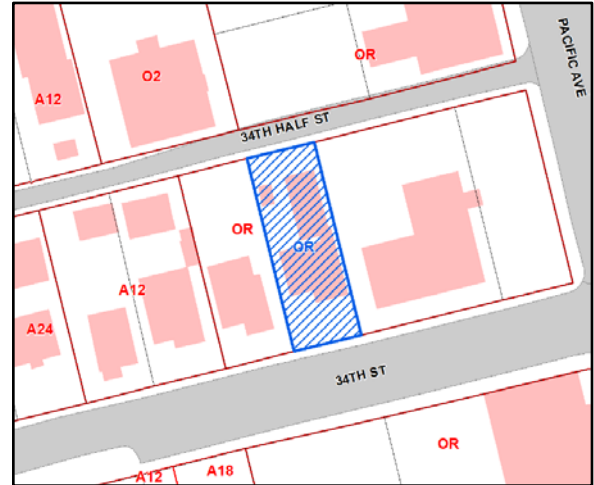 PACIFIC AVE
OR
O2
A12
34TH HALF ST
OR
OR
A12
A24
34TH ST
OR
A18
A12